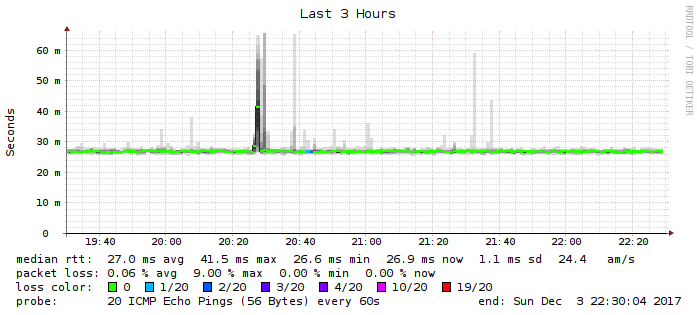 Last 3 Hours
RRDTOOL / TOBI OETIKER
Seconds
60 m
50 m
40 m
30 m
20 m
10 m
0
19:40 20:00 20:20 20:40 21:00 21:20 21:40 22:00 22:20
median rtt: 27.0 ms avg 41.5 ms max 26.6 ms min 26.9 ms now 1.1 ms sd 24.4 am/s
packet loss: 0.06 % avg 9.00 % max 0.00 % min 0.00 % now
loss color: 0 1/20 2/20 3/20 4/20 10/20 19/20
probe: 20 ICMP Echo Pings (56 Bytes) every 60s end: Sun Dec 3 22:30:04 2017